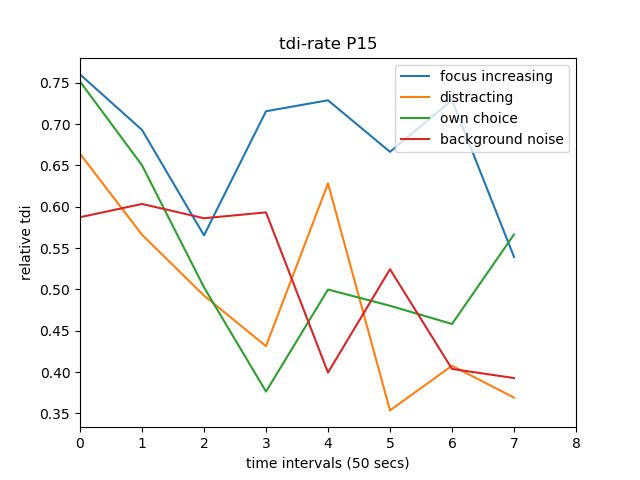 tdi-rate P15
focus increasing
distracting
own choice
background noise
relative tdi
0.75
0.70
0.65
0.60
0.55
0.50
0.45
0.40
0.35
0 1 2 3 4 5 6 7 8
time intervals (50 secs)